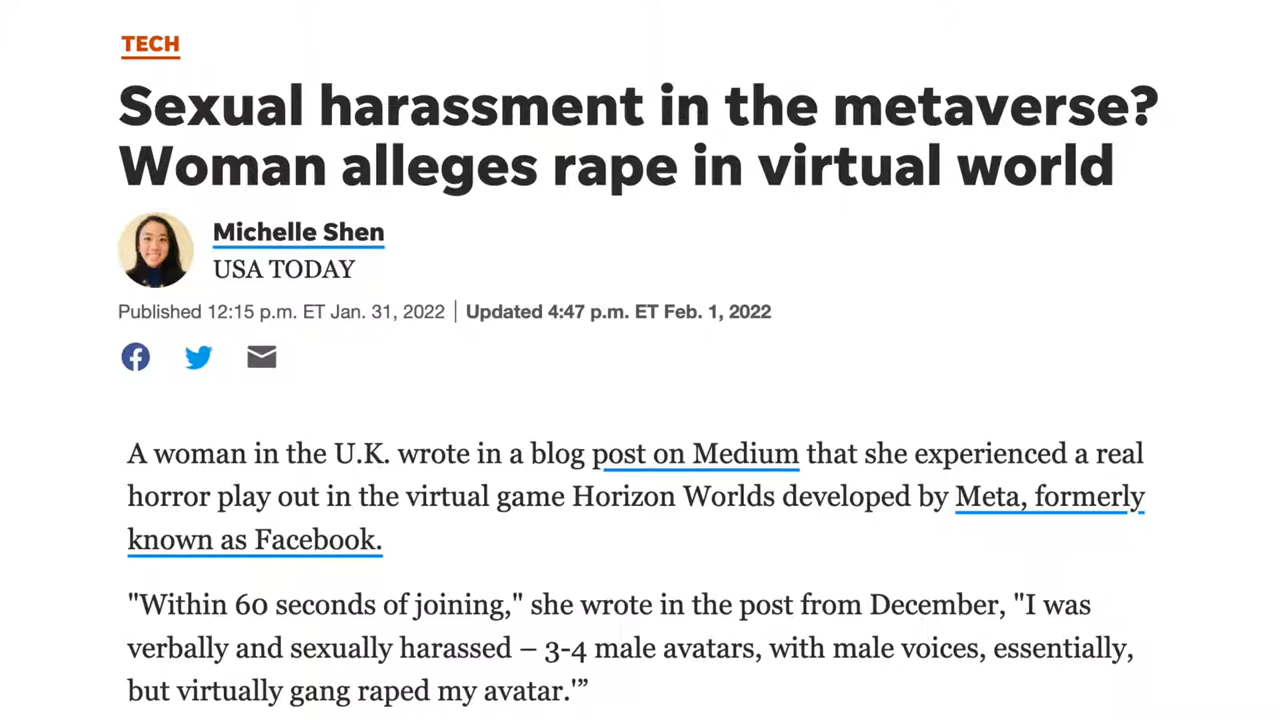 TECH
Sexual harassment in the metaverse?
Woman alleges rape in virtual world
Michelle Shen
USA TODAY
Published 12:15 p.m. ET Jan. 31, 2022 | Updated 4:47 p.m. ET Feb. 1, 2022
A woman in the U.K. wrote in a blog post on Medium that she experienced a real
horror play out in the virtual game Horizon Worlds developed by Meta, formerly
known as Facebook.
"Within 60 seconds of joining," she wrote in the post from December, "I was
verbally and sexually harassed – 3-4 male avatars, with male voices, essentially,
but virtually gang raped my avatar.'”